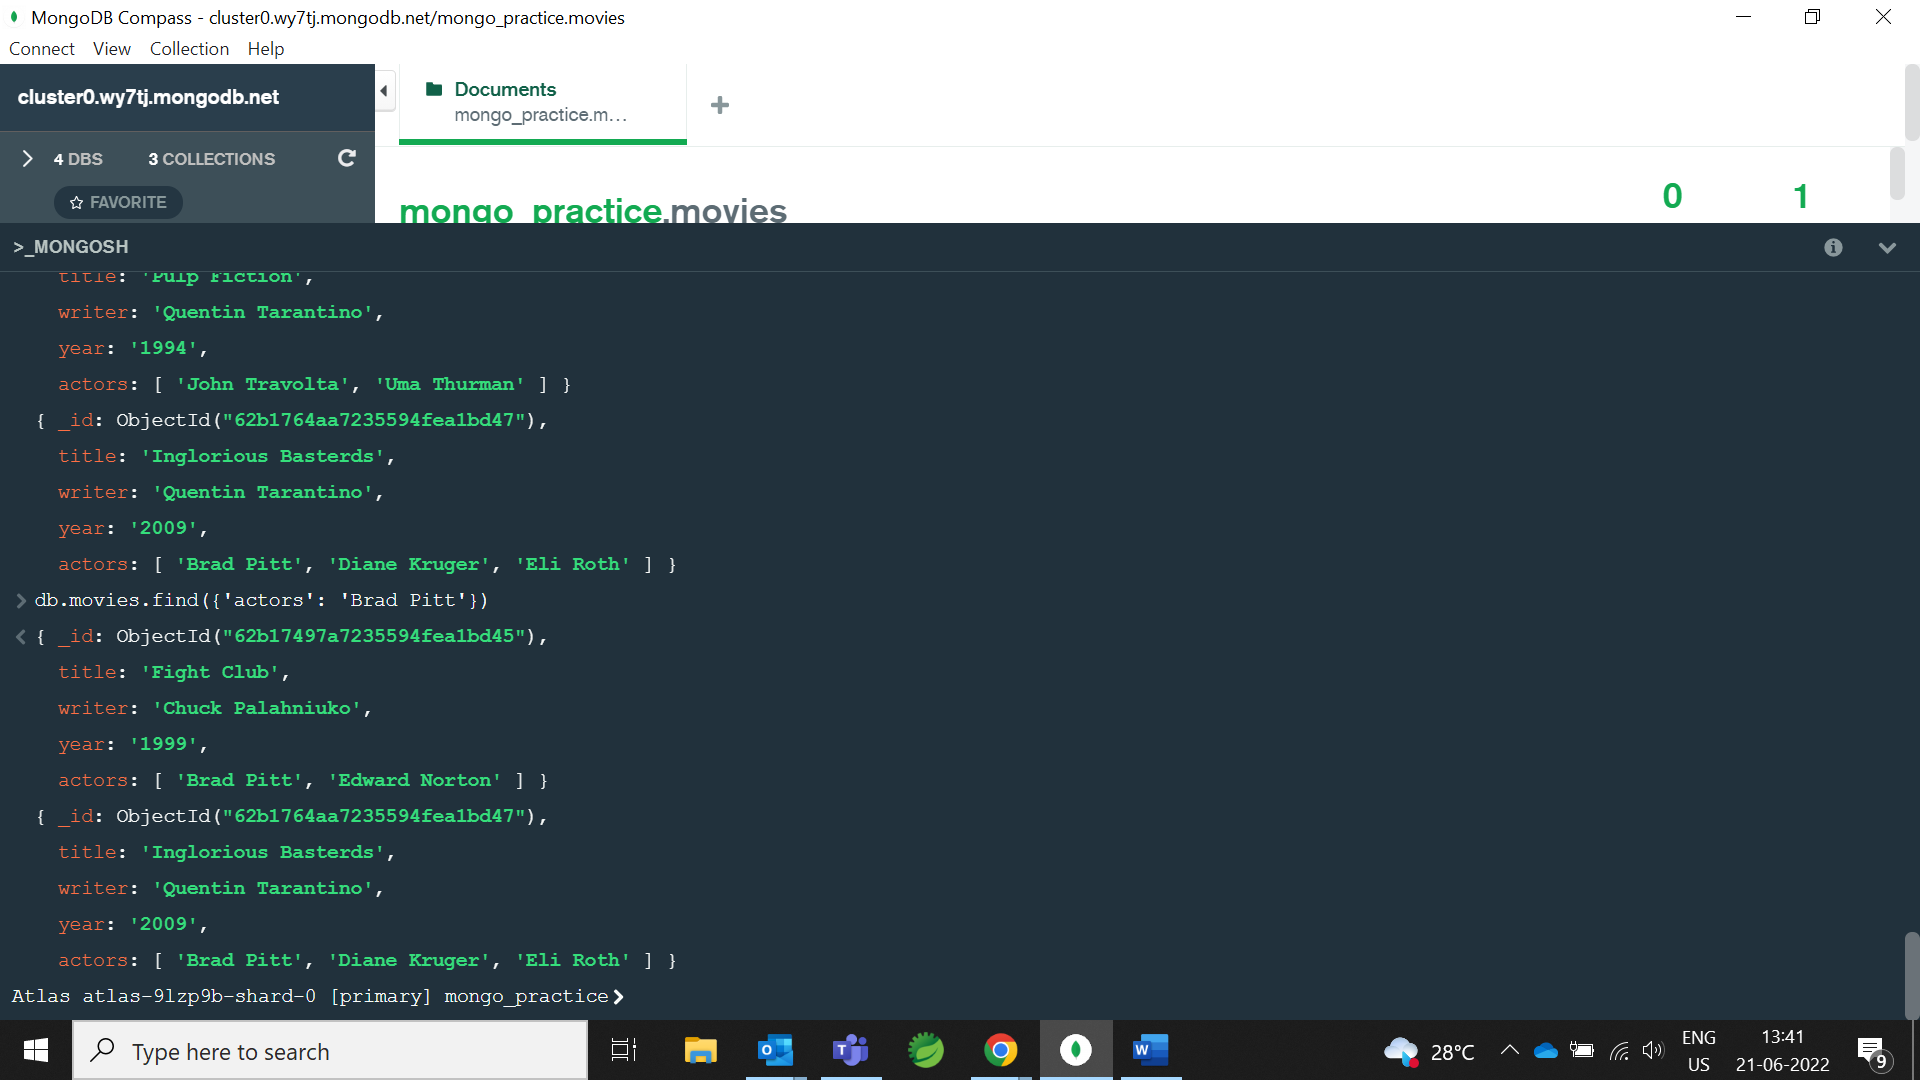 MongoDB Compass - cluster0.wy7tj.mongodb.net/mongo_practice.movies
Connect View Collection Help
cluster0.wy7tj.mongodb.net
Documents
mongo_practice.m...
4 DBS 3 COLLECTIONS
FAVORITE
mongo_practice.movies
0 1
>_MONGOSH
title: 'Pulp Fiction',
writer: 'Quentin Tarantino',
year: '1994',
actors: [ 'John Travolta', 'Uma Thurman' ] }
{ _id: ObjectId("62b1764aa7235594fea1bd47"),
title: 'Inglorious Basterds',
writer: 'Quentin Tarantino',
year: '2009',
actors: [ 'Brad Pitt', 'Diane Kruger', 'Eli Roth' ] }
> db.movies.find({'actors': 'Brad Pitt'})
< { _id: ObjectId("62b17497a7235594fea1bd45"),
title: 'Fight Club',
writer: 'Chuck Palahniuko',
year: '1999',
actors: [ 'Brad Pitt', 'Edward Norton' ] }
{ _id: ObjectId("62b1764aa7235594fea1bd47"),
title: 'Inglorious Basterds',
writer: 'Quentin Tarantino',
year: '2009',
actors: [ 'Brad Pitt', 'Diane Kruger', 'Eli Roth' ] }
Atlas atlas-9lzp9b-shard-0 [primary] mongo_practice>
Type here to search
28°C
ENG
US
13:41
21-06-2022
9